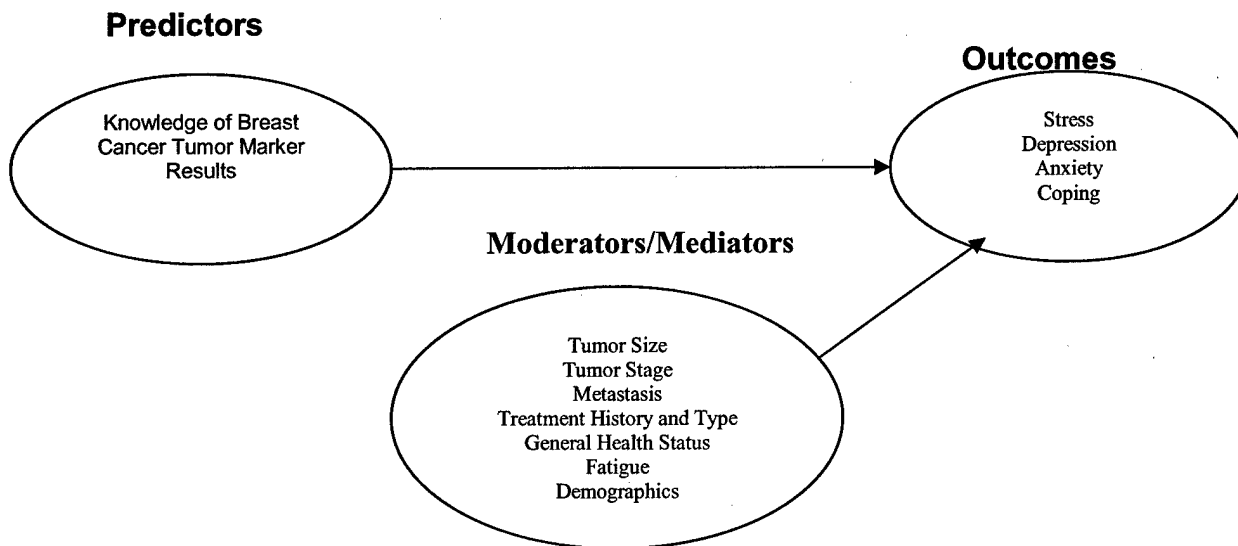 Predictors
Knowledge of Breast
Cancer Tumor Marker
Results
Outcomes
Stress
Depression
Anxiety
Coping
Moderators/Mediators
Tumor Size
Tumor Stage
Metastasis
Treatment History and Type
General Health Status
Fatigue
Demographics